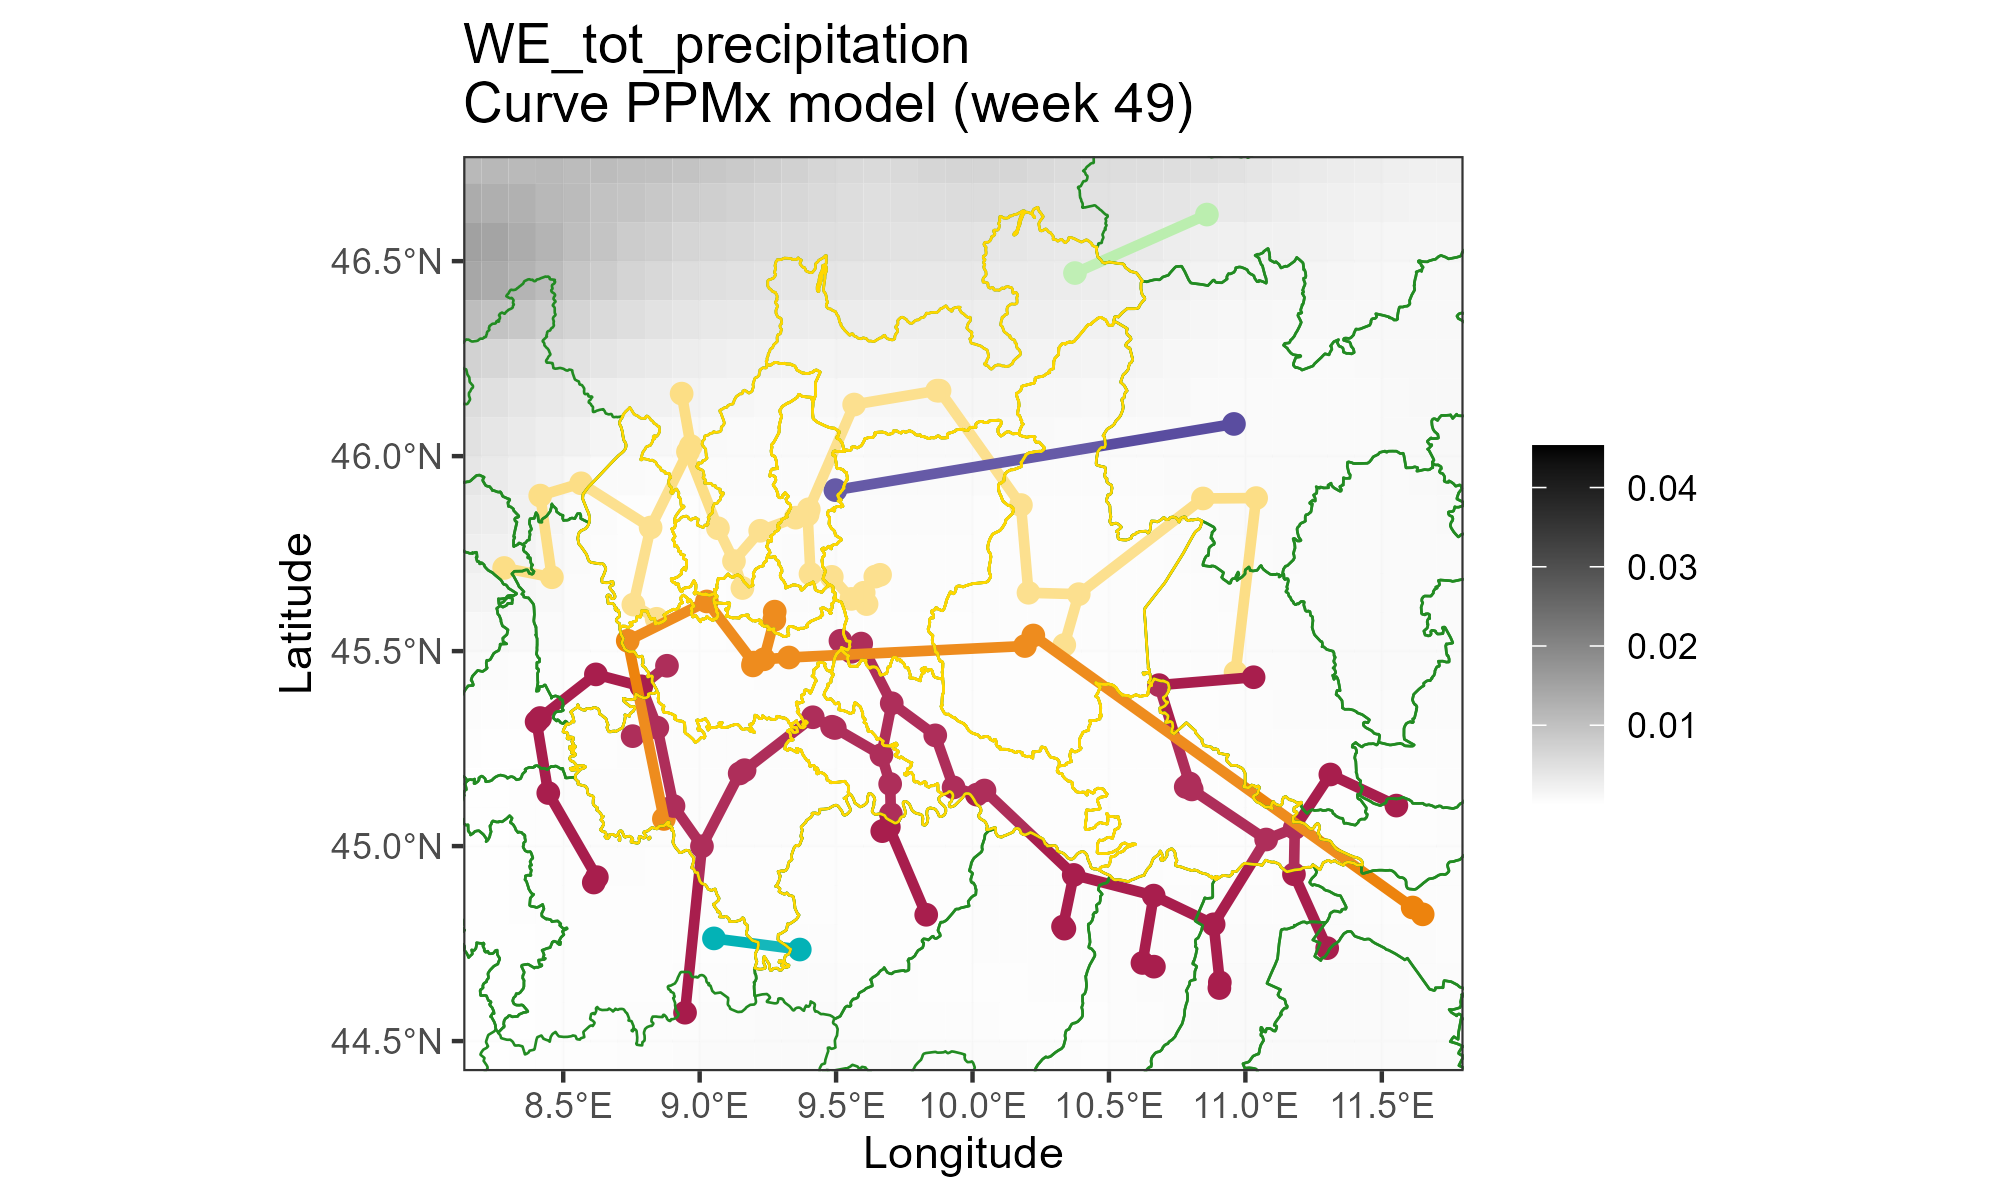 WE_tot_precipitation
Curve PPMx model (week 49)
46.5°N
46.0°N
45.5°N
45.0°N
44.5°N
Latitude
8.5°E
9.0°E
9.5°E
10.0°E
10.5°E
11.0°E
11.5°E
Longitude
0.04
0.03
0.02
0.01